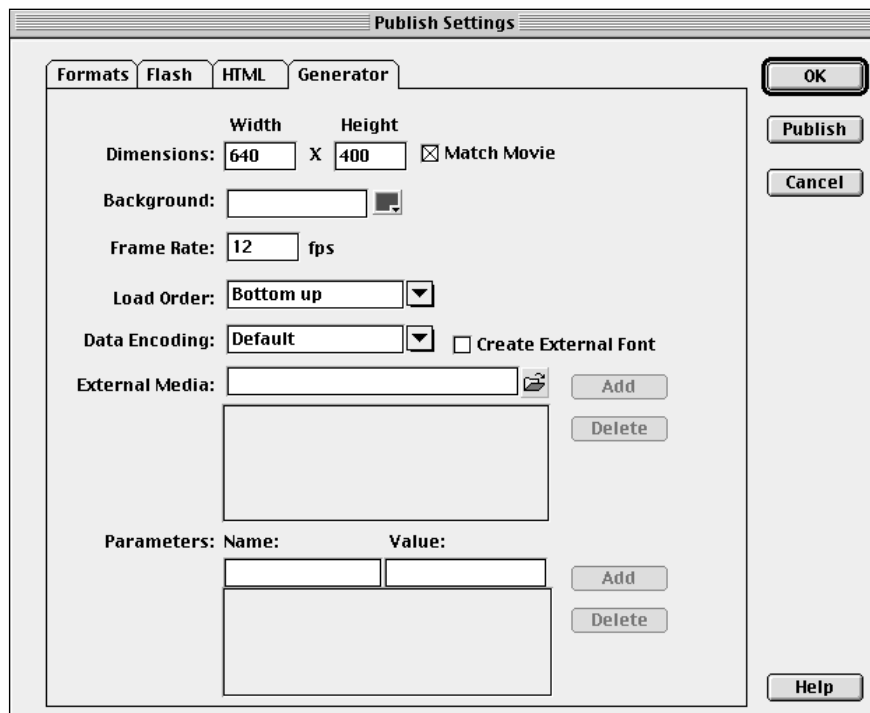 Publish Settings
Formats Flash HTML Generator
OK
Publish
Cancel
Width Height
Dimensions: 640 X 400 Match Movie
Background:
Frame Rate: 12 fps
Load Order: Bottom up
Data Encoding: Default Create External Font
External Media: Add
Delete
Parameters: Name: Value:
Add
Delete
Help